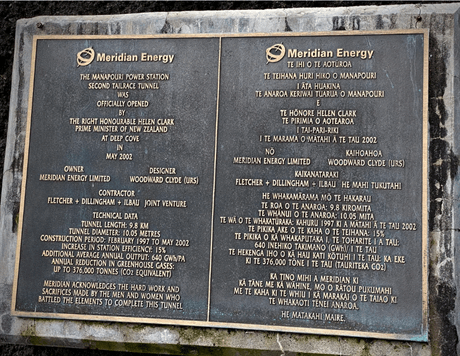 Meridian Energy
THE MANAPOURI POWER STATION
SECOND TAILRACE TUNNEL
WAS
OFFICIALLY OPENED
BY
THE RIGHT HONOURABLE HELEN CLARK
PRIME MINISTER OF NEW ZEALAND
AT DEEP COVE
IN
MAY 2002
OWNER DESIGNER
MERIDIAN ENERGY LIMITED WOODWARD CLYDE (URS)
CONTRACTOR
FLETCHER + DILLINGHAM + ILBAU JOINT VENTURE
TECHNICAL DATA
TUNNEL LENGTH: 9.8 KM
TUNNEL DIAMETER: 10.05 METRES
CONSTRUCTION PERIOD: FEBRUARY 1997 TO MAY 2002
INCREASE IN STATION EFFICIENCY: 15%
ADDITIONAL AVERAGE ANNUAL OUTPUT: 640 GWh/PA
ANNUAL REDUCTION IN GREENHOUSE GASES:
UP TO 376,000 TONNES (CO2 EQUIVALENT)
MERIDIAN ACKNOWLEDGES THE HARD WORK AND
SACRIFICES MADE BY THE MEN AND WOMEN WHO
BATTLED THE ELEMENTS TO COMPLETE THIS TUNNEL
Meridian Energy
TE IHI O TE AOTUROA
TE TEIHANA HURI HIKO O MANAPOURI
I ĀTA HUAKINA
TE ANAROA KERIWAI TUARUA O MANAPOURI
E
TE HŌNORE HELEN CLARK
TE PIRIMIA O AOTEAROA
I TAI-PARI-RIKI
I TE MARAMA O MĀTAHI Ā TE TAU 2002
NŌ KAIHOAHOA
MERIDIAN ENERGY LIMITED WOODWARD CLYDE (URS)
KAIKANATARAKI
FLETCHER + DILLINGHAM + ILBAU HE MAHI TUKUTAHI
HE WHAKAMĀRAMA MŌ TE HAKARAU
TE ROA O TE ANAROA: 9.8 KIROMITA
TE WHĀNUI O TE ANAROA: 10.05 MITA
TE WĀ O TE WHAKATŪRAKA: KAHURU 1997 KI A MĀTAHI Ā TE TAU 2002
TE PIKIKA AKE O TE KAHA O TE TEIHANA: 15%
TE PIKIKA O KĀ WHAKAPUTAKA I TE TOHARITE I A TAU:
640 INEHIKO TAKIMANO (GWh) I TE TAU
TE HEKENGA IHO O KĀ HAU KATI KŌTUHI I TE TAU: KA EKE
KI TE 376,000 TONE I TE TAU (TAURITEKA CO2)
KA TINO MIHI A MERIDIAN KI
KĀ TĀNE ME KĀ WĀHINE, MŌ O RĀTOU PUKUMAHI
ME TE KAHA KI TE WHIU I KĀ MARAKAI O TE TAIAO KI
TE WHAKAOTI TĒNEI ANAROA.
HE MATAKAHI MAIRE.